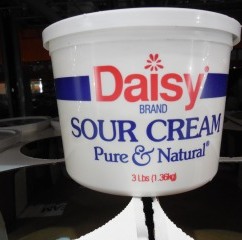 Daisy®
BRAND
SOUR CREAM
Pure & Natural®
3 Lbs (1.36kg)